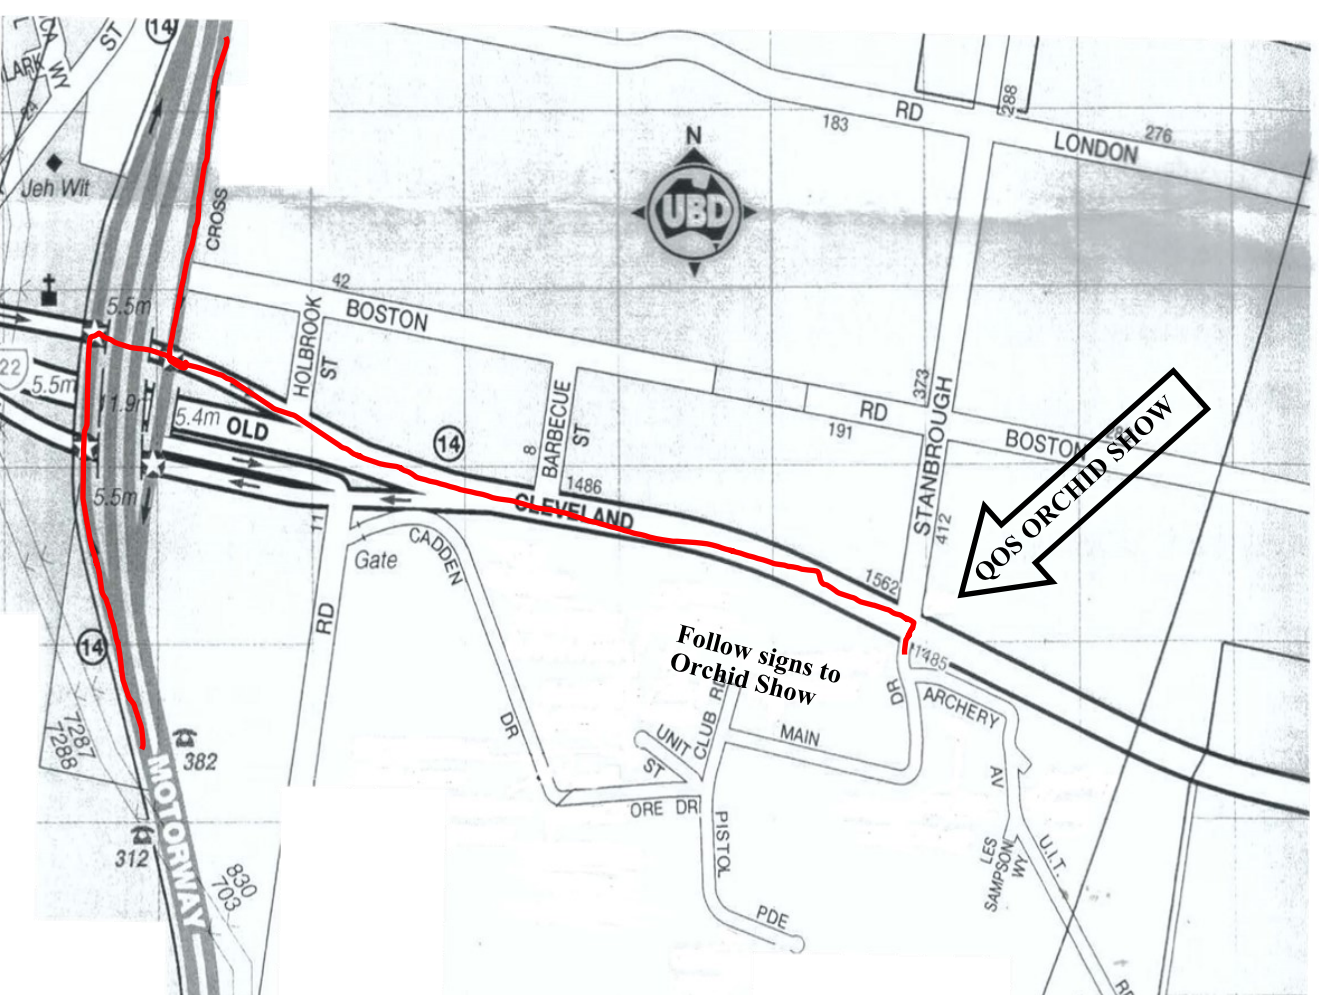 14
ST
WY
LARK
24
Jeh Wit
CROSS
N
UBD
183
RD
288
LONDON
276
42
BOSTON
HOLBROOK
ST
5.5m
22
5.5m
5.4m
OLD
14
8
BARBECUE
ST
1486
CLEVELAND
373
RD
191
STANBROUGH
412
BOSTON
QOS ORCHID SHOW
5.5m
11
Gate
CADDEN
DR
RD
1562
1485
Follow signs to
Orchid Show
DR
ARCHERY
AV
CLUB RD
MAIN
UNIT
ST
ORE DR
PISTOL
PDE
LES
SAMPSON
WY
U.I.T.
14
7287
7288
382
312
MOTORWAY
830
703